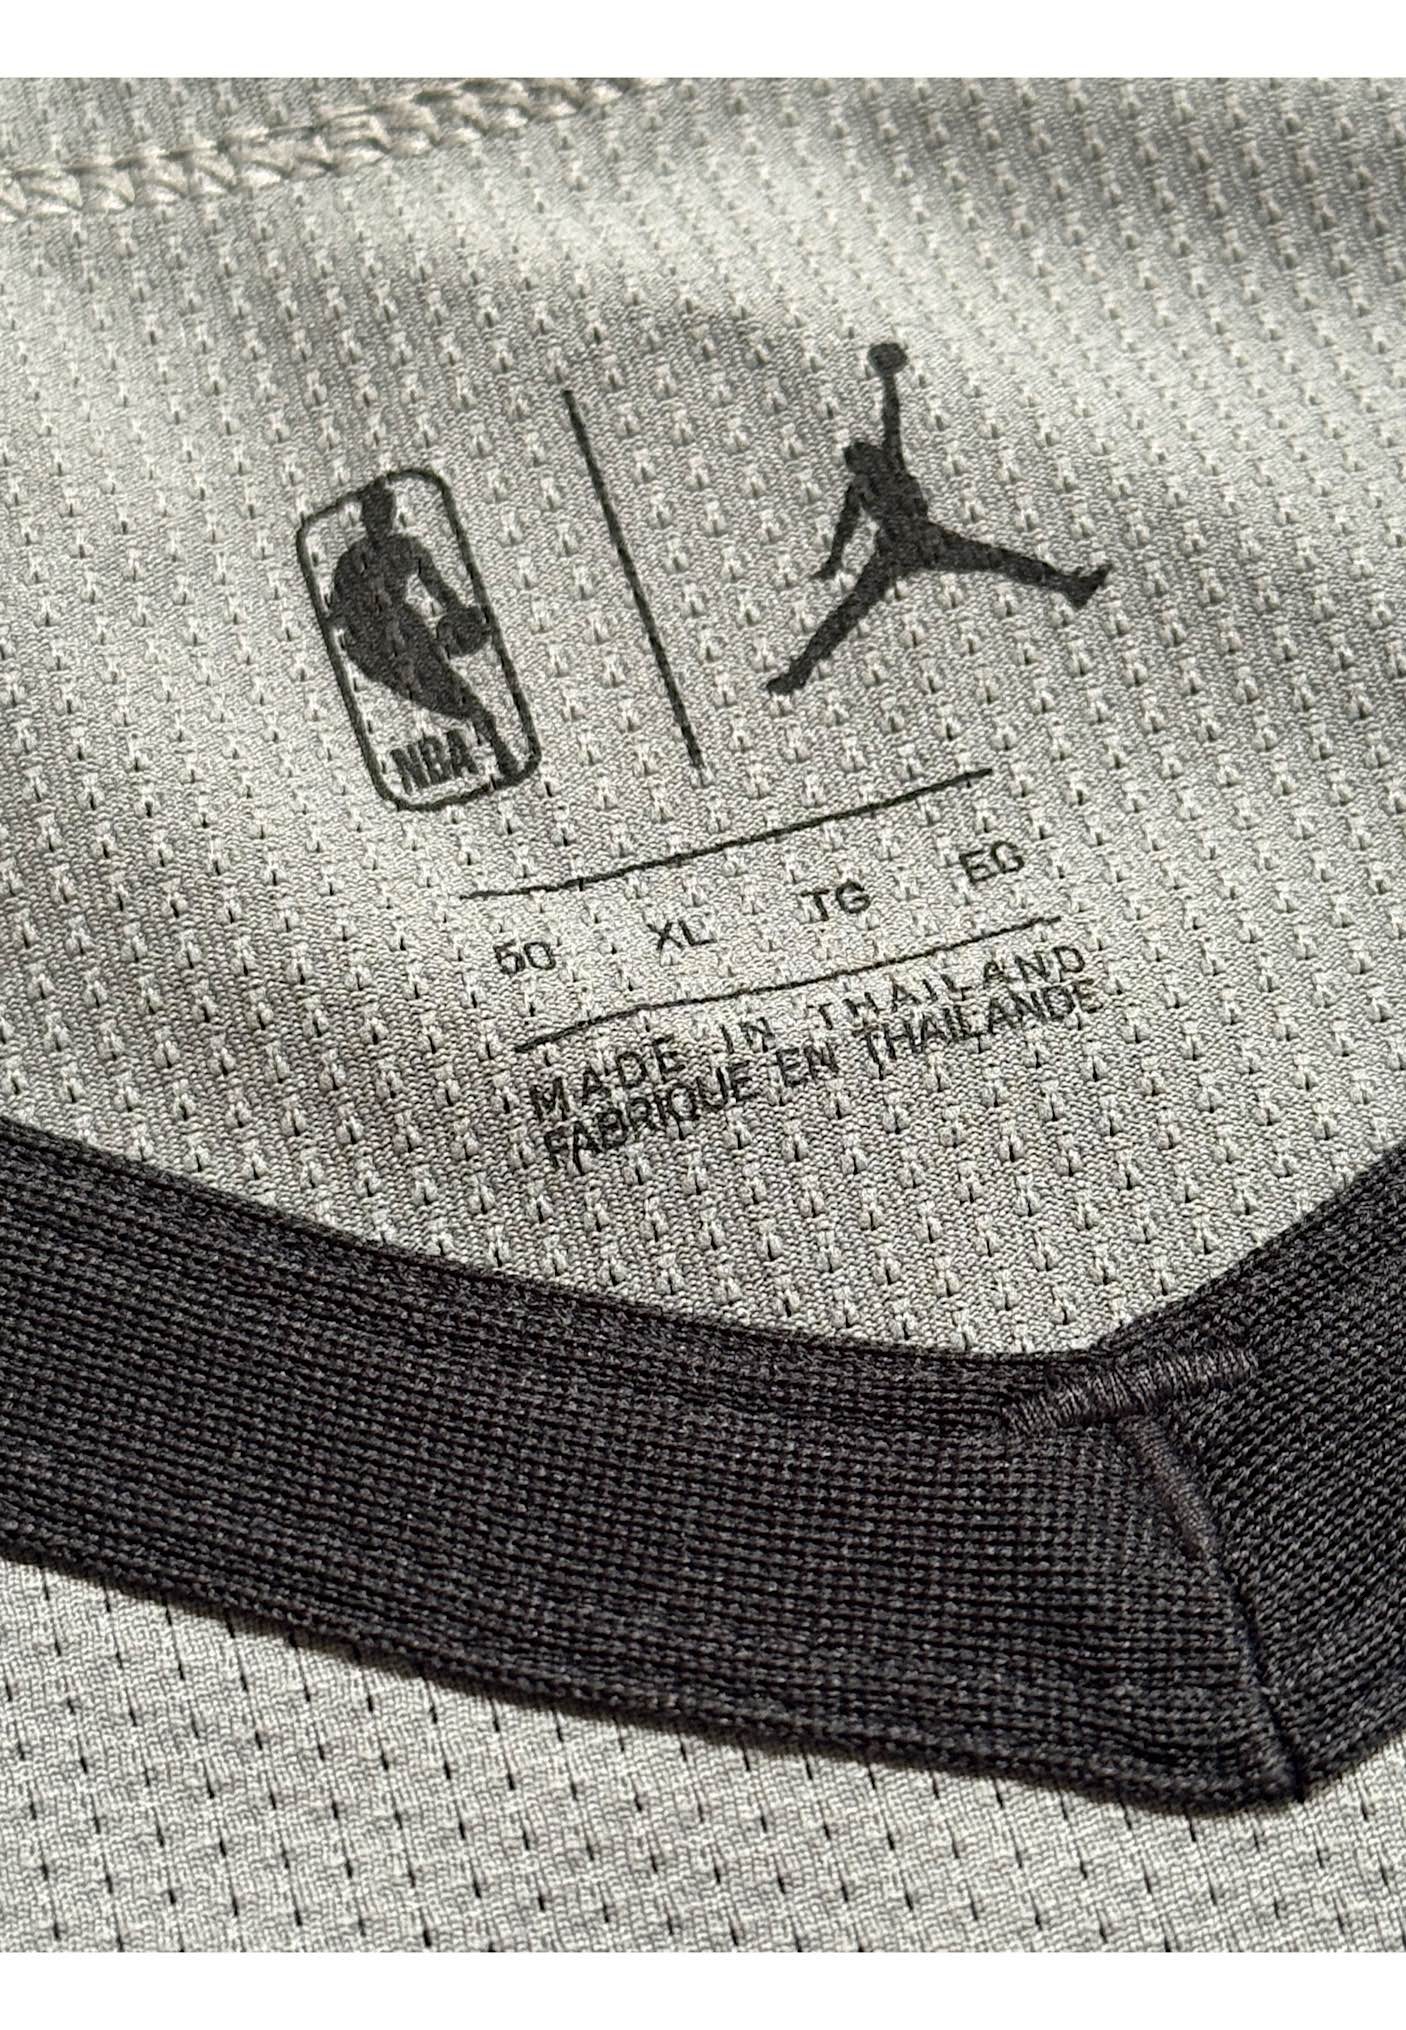 NBA
50 XL TG EG
MADE IN THAILAND
FABRIQUE EN THAILANDE